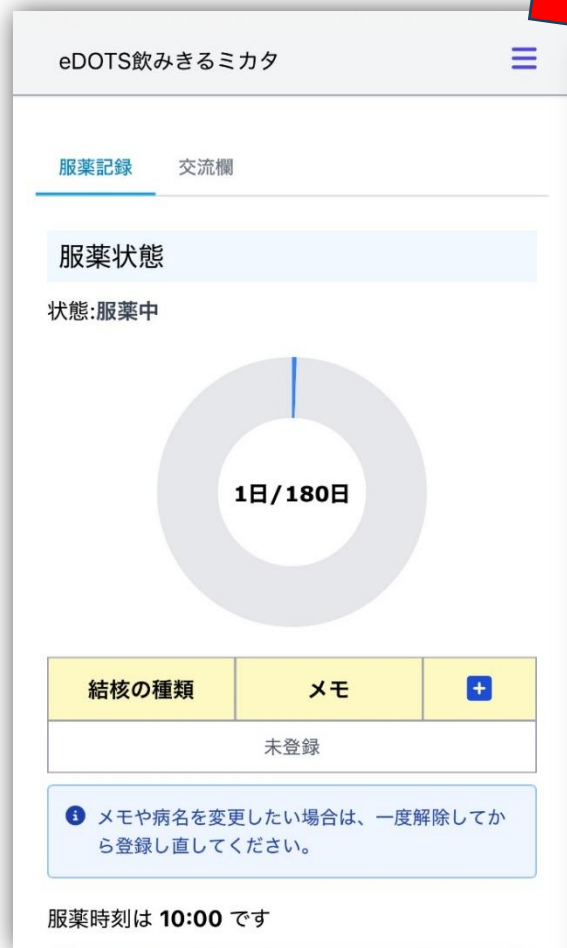 eDOTS飲みきるミカタ
服薬記録 交流欄
服薬状態
状態:服薬中
1日/180日
結核の種類 メモ
未登録
メモや病名を変更したい場合は、一度解除してか
ら登録し直してください。
服薬時刻は 10:00 です